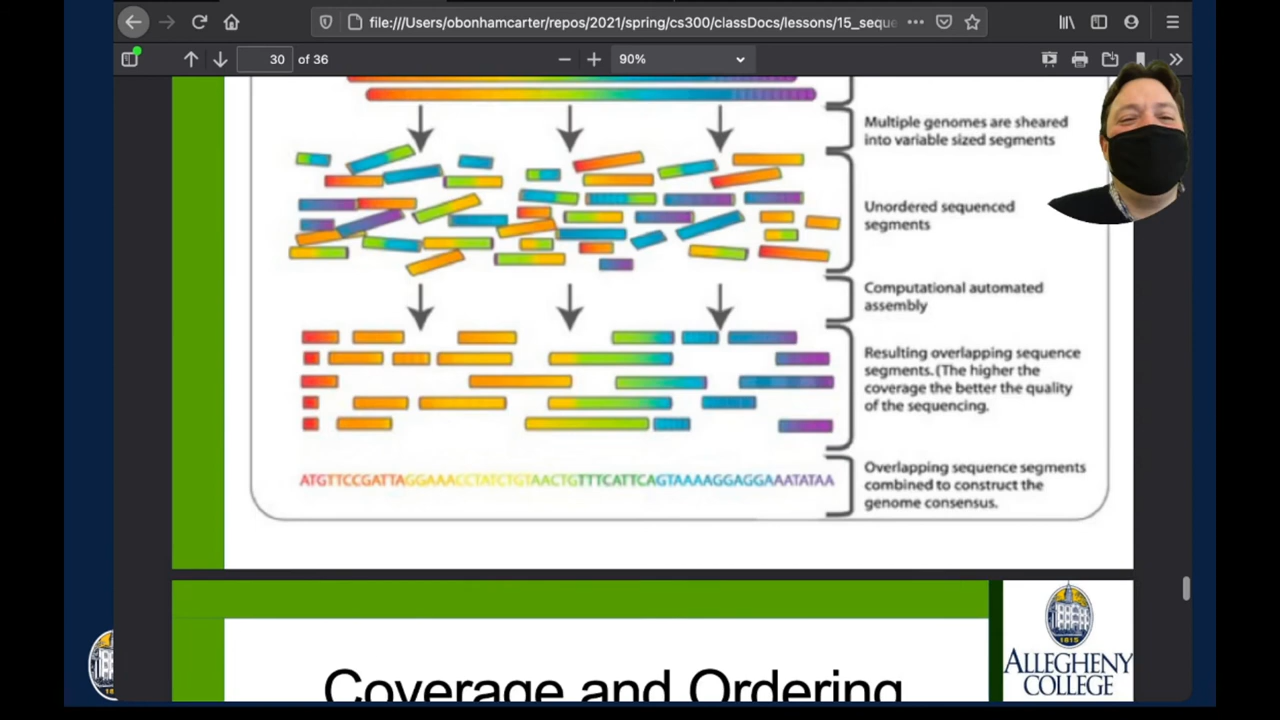 file:///Users/obonhamcarter/repos/2021/spring/cs300/classDocs/lessons/15_seque
30 of 36
90%
Multiple genomes are sheared
into variable sized segments
Unordered sequenced
segments
Computational automated
assembly
Resulting overlapping sequence
segments. (The higher the
coverage the better the quality
of the sequencing.
ATGTTCCGATTAGGAAACCTATCTGTAACTGTTTCATTCAGTAAAAGGAGGAAATATAA
Overlapping sequence segments
combined to construct the
genome consensus.
1815
ALLEGHENY
COLLEGE
Coverage and Ordering